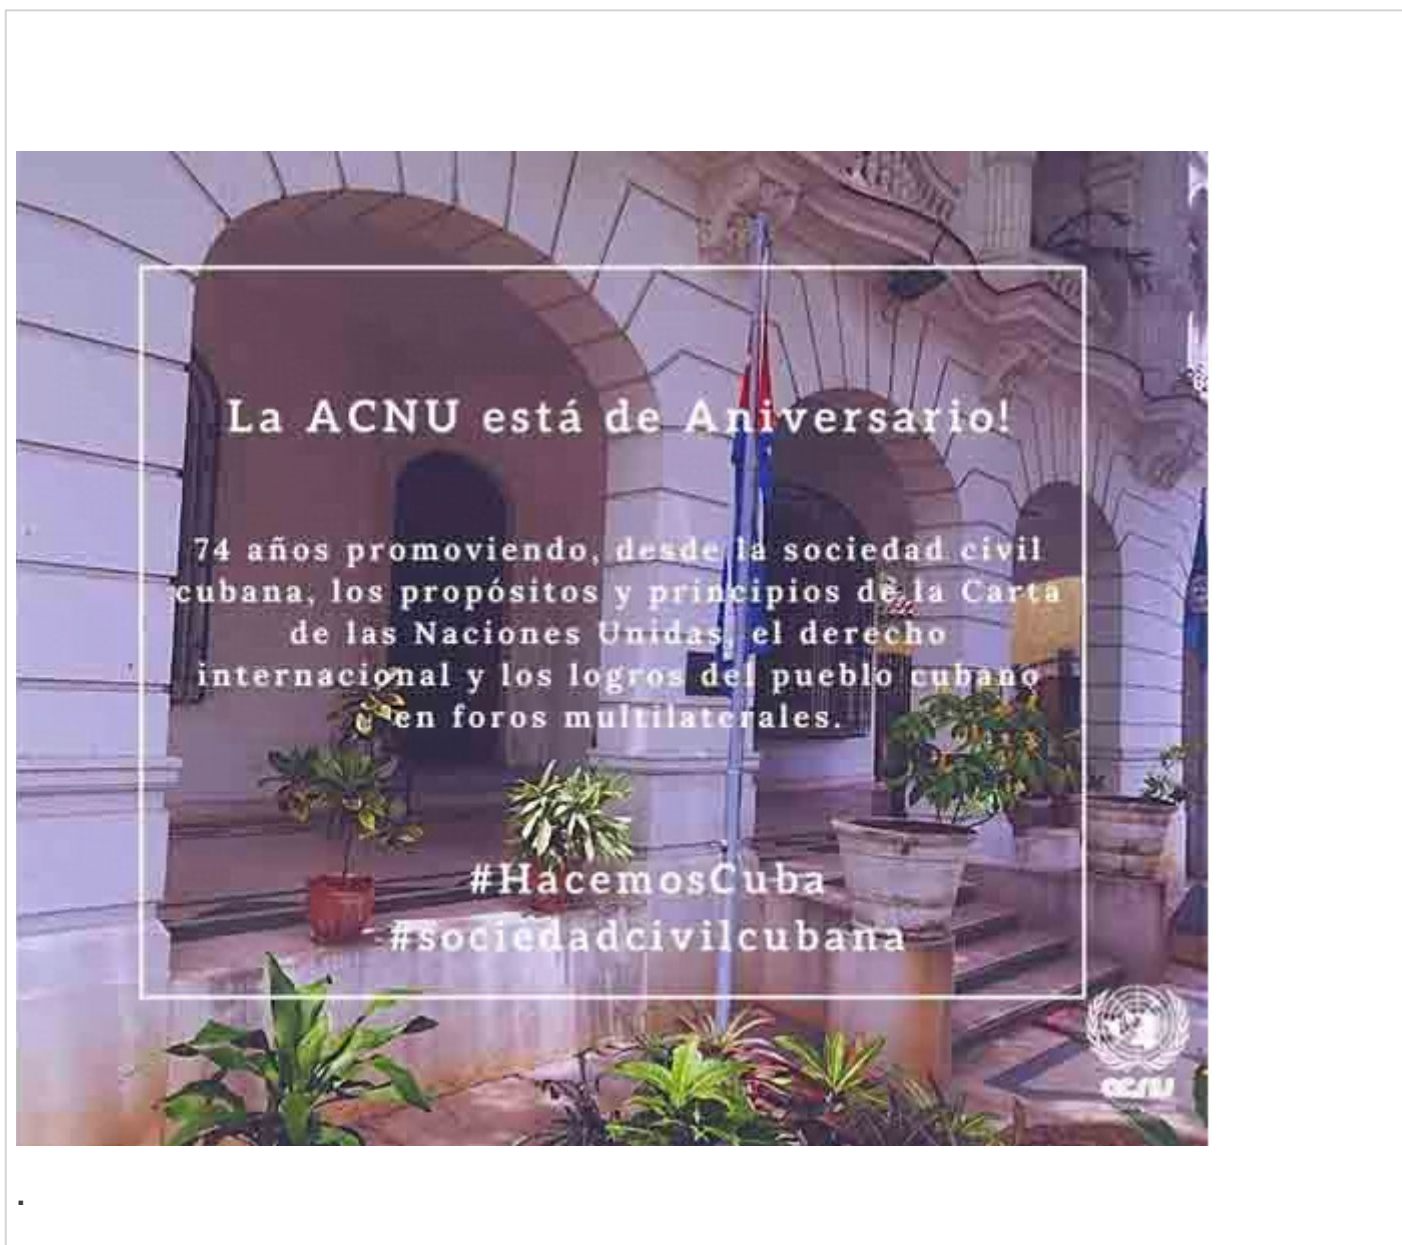 La ACNU está de Aniversario!
74 años promoviendo, desde la sociedad civil
cubana, los propósitos y principios de la Carta
de las Naciones Unidas, el derecho
internacional y los logros del pueblo cubano
en foros multilaterales.
#HacemosCuba
#sociedadcivilcubana
acnu
.